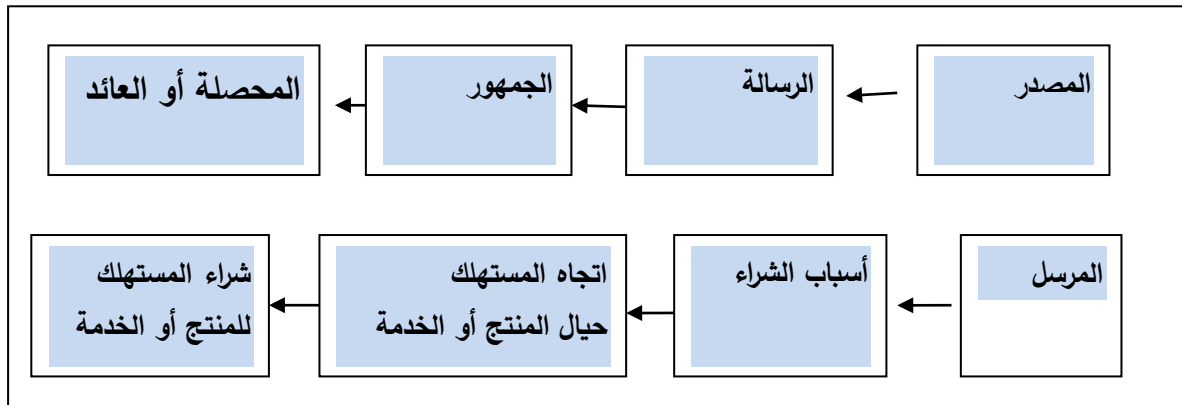 المصدر
الرسالة
الجمهور
المحصلة أو العائد
المرسل
أسباب الشراء
اتجاه المستهلك
حيال المنتج أو الخدمة
شراء المستهلك
للمنتج أو الخدمة